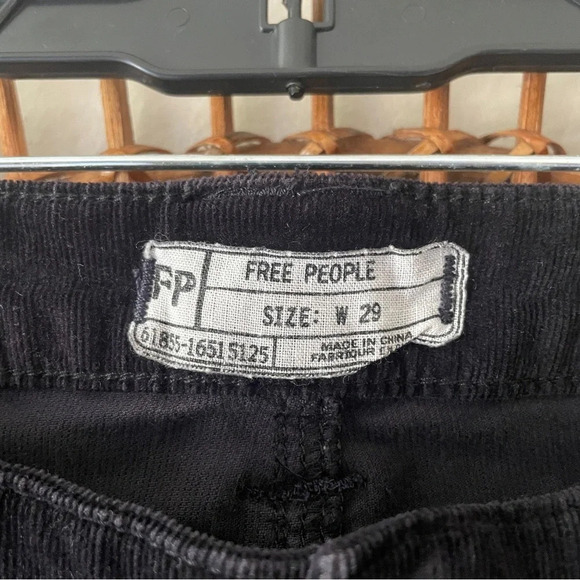 FP
FREE PEOPLE
SIZE: W 29
61855-16515125
MADE IN CHINA